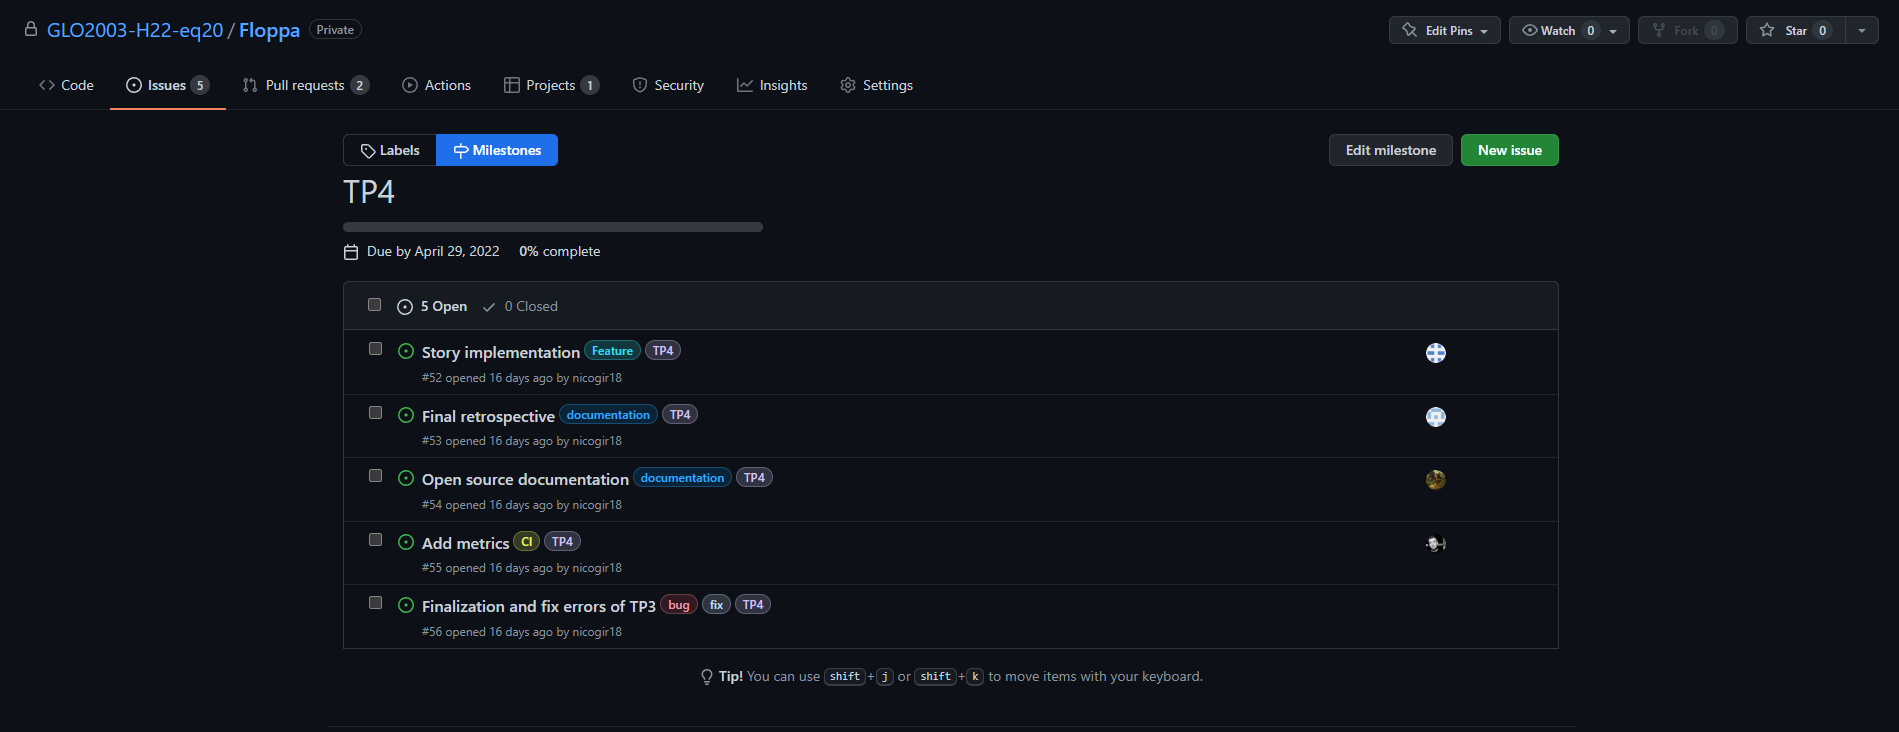 GLO2003-H22-eq20 / Floppa Private Edit Pins Watch 0 Fork 0 Star 0
Code Issues 5 Pull requests 2 Actions Projects 1 Security Insights Settings
Labels Milestones Edit milestone New issue
TP4
Due by April 29, 2022 0% complete
5 Open 0 Closed
Story implementation Feature TP4
#52 opened 16 days ago by nicogir18
Final retrospective documentation TP4
#53 opened 16 days ago by nicogir18
Open source documentation documentation TP4
#54 opened 16 days ago by nicogir18
Add metrics CI TP4
#55 opened 16 days ago by nicogir18
Finalization and fix errors of TP3 bug fix TP4
#56 opened 16 days ago by nicogir18
Tip! You can use shift+j or shift+k to move items with your keyboard.